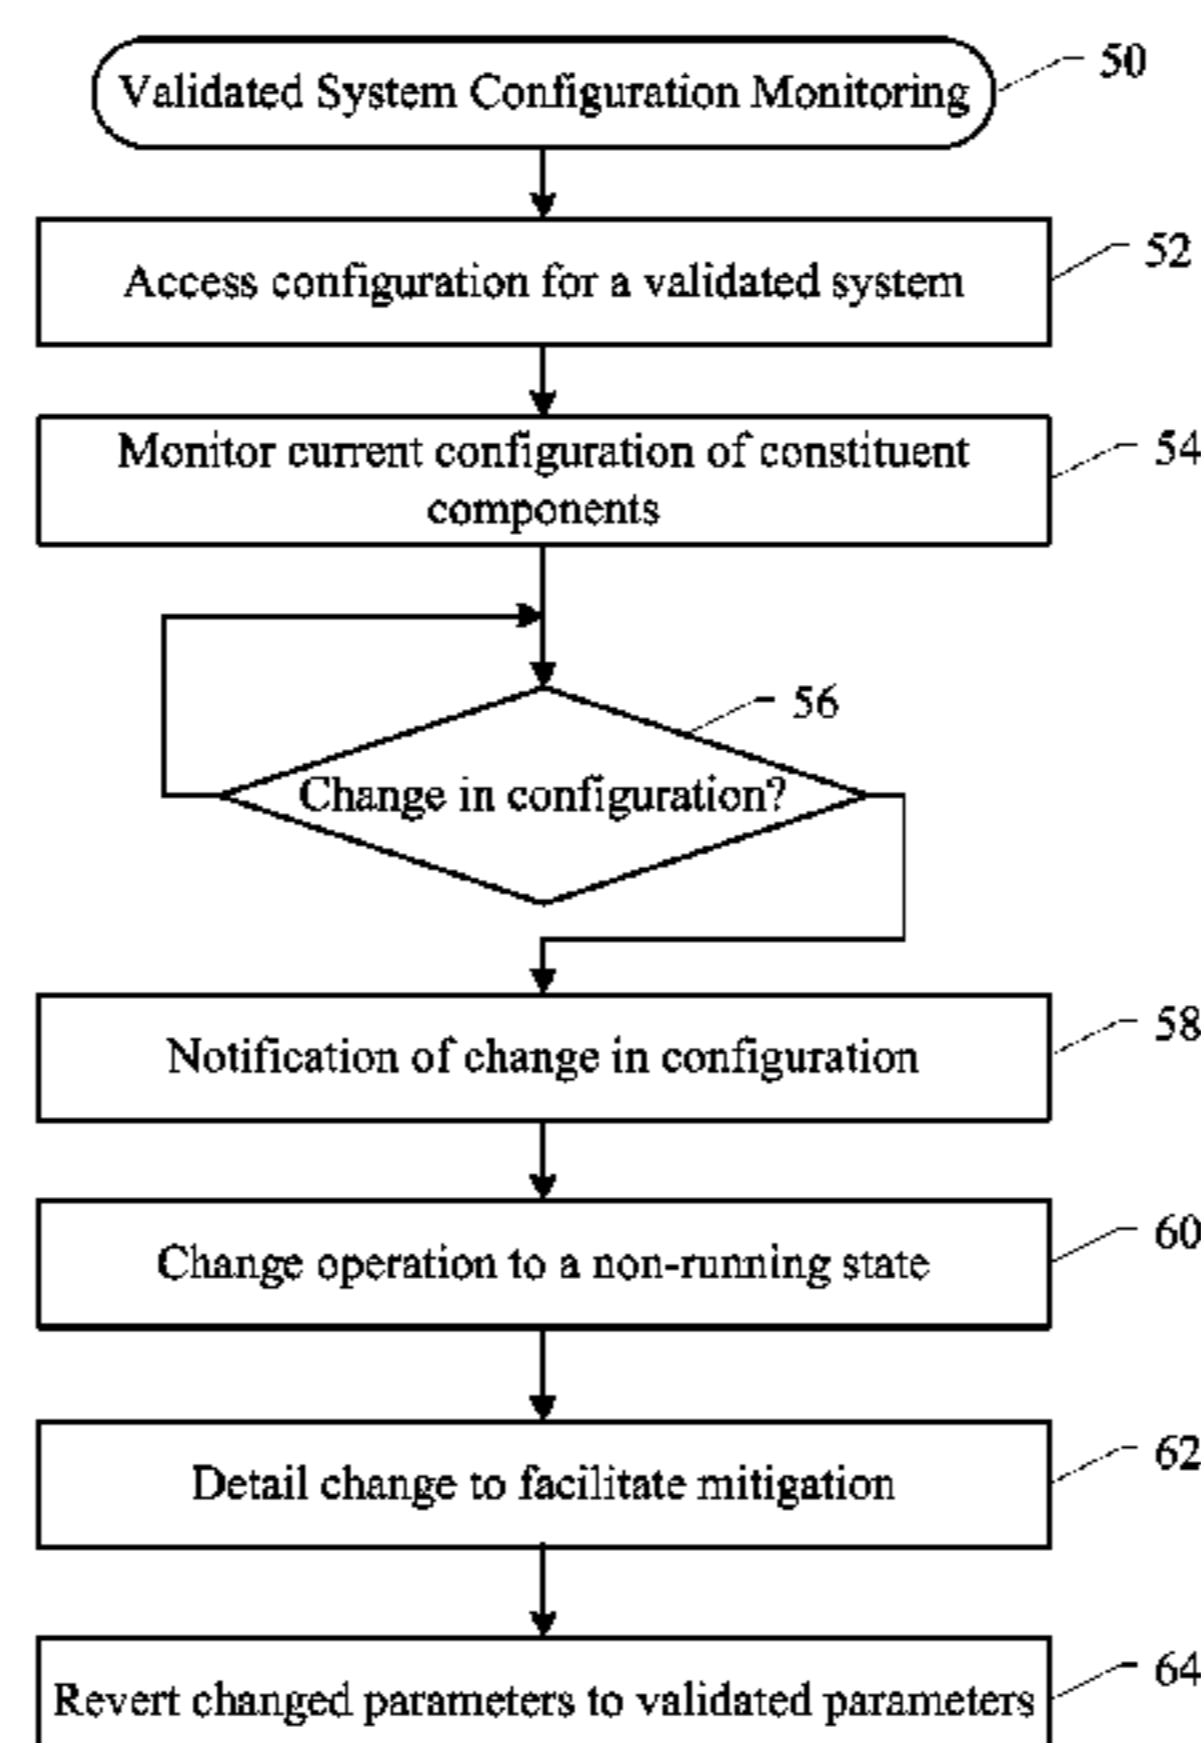 Validated System Configuration Monitoring
50
Access configuration for a validated system
52
Monitor current configuration of constituent
components
54
56
Change in configuration?
Notification of change in configuration
58
Change operation to a non-running state
60
Detail change to facilitate mitigation
62
Revert changed parameters to validated parameters
64